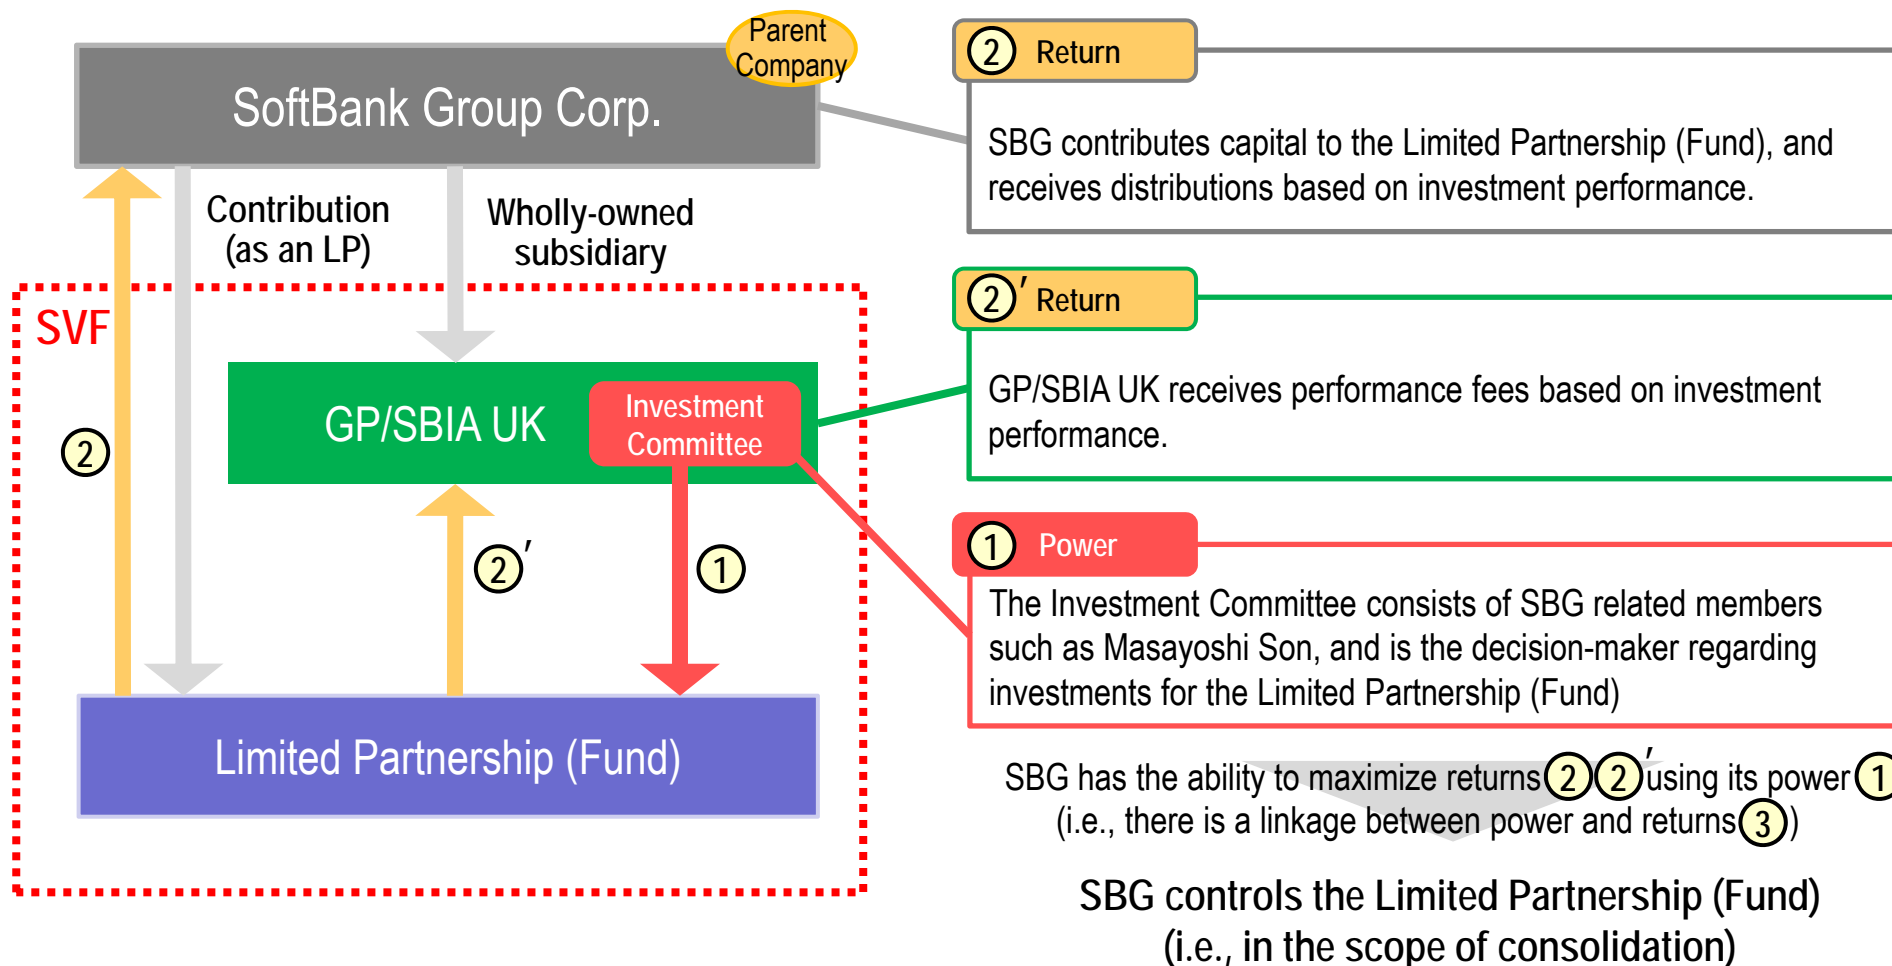 Parent
Company
SoftBank Group Corp.
Contribution
(as an LP)
Wholly-owned
subsidiary
SVF
GP/SBIA UK
Investment
Committee
2
2′
1
Limited Partnership (Fund)
2 Return
SBG contributes capital to the Limited Partnership (Fund), and
receives distributions based on investment performance.
2′ Return
GP/SBIA UK receives performance fees based on investment
performance.
1 Power
The Investment Committee consists of SBG related members
such as Masayoshi Son, and is the decision-maker regarding
investments for the Limited Partnership (Fund)
SBG has the ability to maximize returns 2 2′ using its power 1
(i.e., there is a linkage between power and returns 3)
SBG controls the Limited Partnership (Fund)
(i.e., in the scope of consolidation)